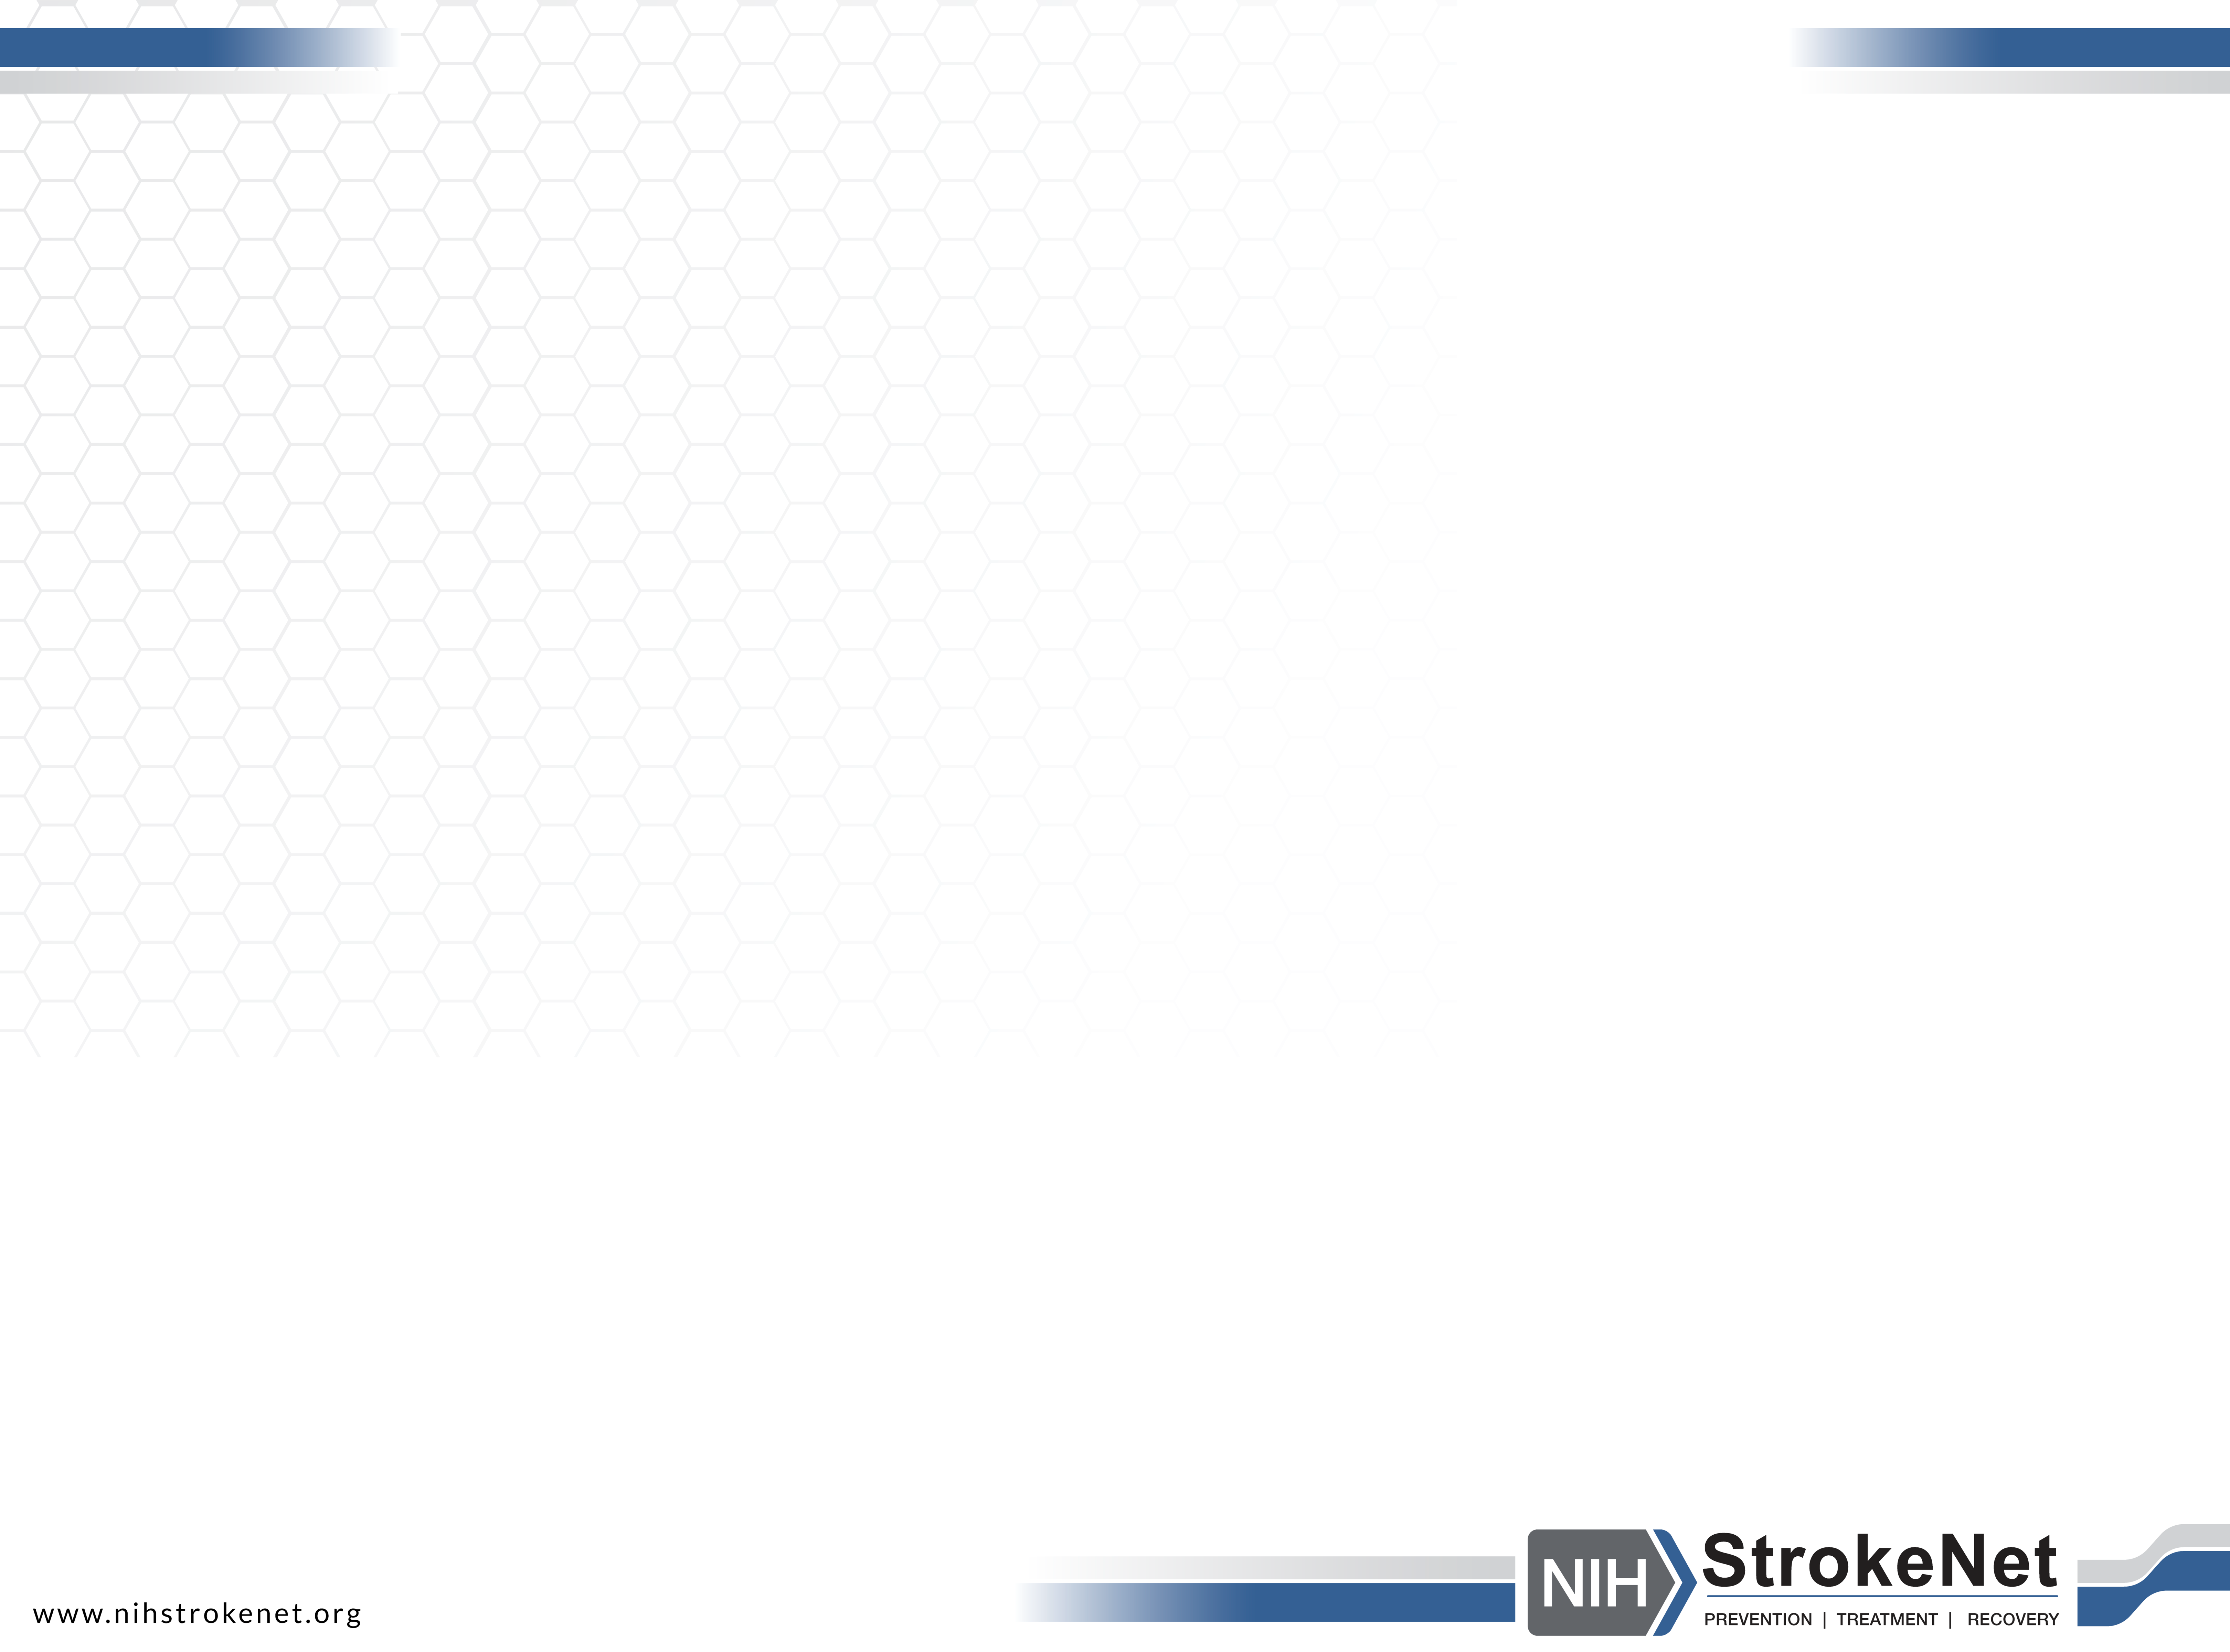 www.nihstrokenet.org
NIH StrokeNet
PREVENTION | TREATMENT | RECOVERY